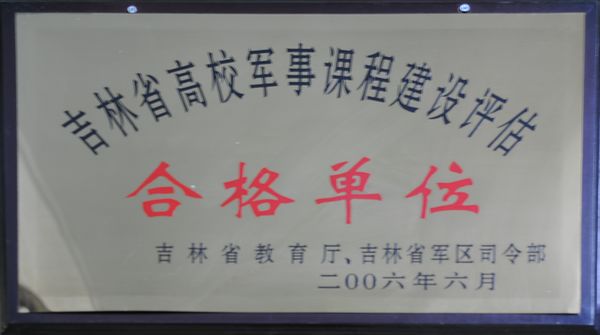 吉林省高校军事课程建设评估
合格单位
吉林省教育厅、吉林省军区司令部
二00六年六月